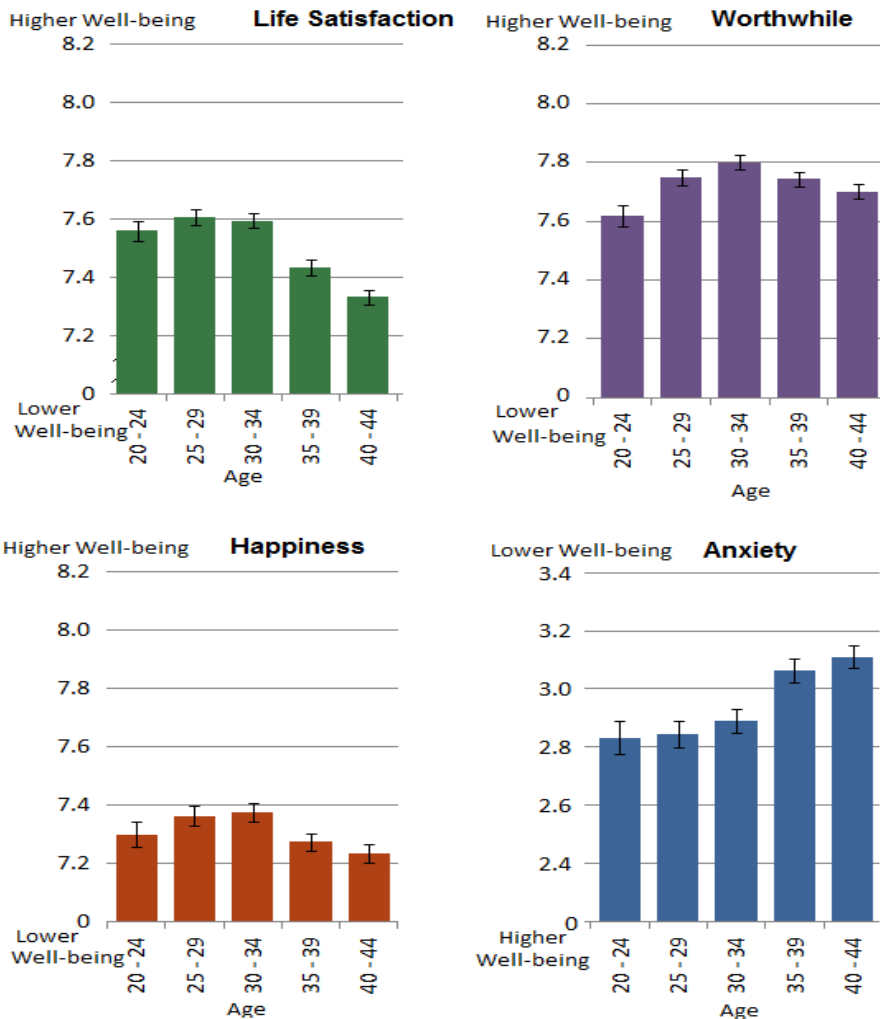 Higher Well-being Life Satisfaction
8.2
8.0
7.8
7.6
7.4
7.2
0
Lower
Well-being
20 - 24
25 - 29
30 - 34
35 - 39
40 - 44
Age
Higher Well-being Worthwhile
8.2
8.0
7.8
7.6
7.4
7.2
0
Lower
Well-being
20 - 24
25 - 29
30 - 34
35 - 39
40 - 44
Age
Higher Well-being Happiness
8.2
8.0
7.8
7.6
7.4
7.2
0
Lower
Well-being
20 - 24
25 - 29
30 - 34
35 - 39
40 - 44
Age
Lower Well-being Anxiety
3.4
3.2
3.0
2.8
2.6
2.4
0
Higher
Well-being
20 - 24
25 - 29
30 - 34
35 - 39
40 - 44
Age